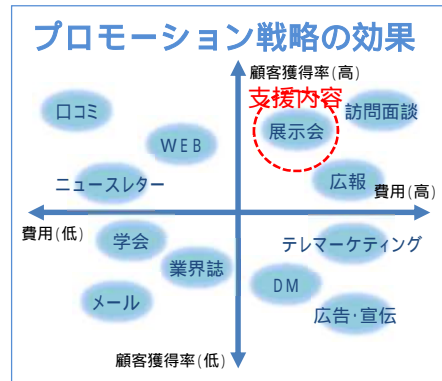 プロモーション戦略の効果
顧客獲得率(高)
支援内容
口コミ
訪問面談
展示会
WEB
広報
ニュースレター
費用(高)
費用(低)
学会
テレマーケティング
業界誌
DM
メール
広告･宣伝
顧客獲得率(低)